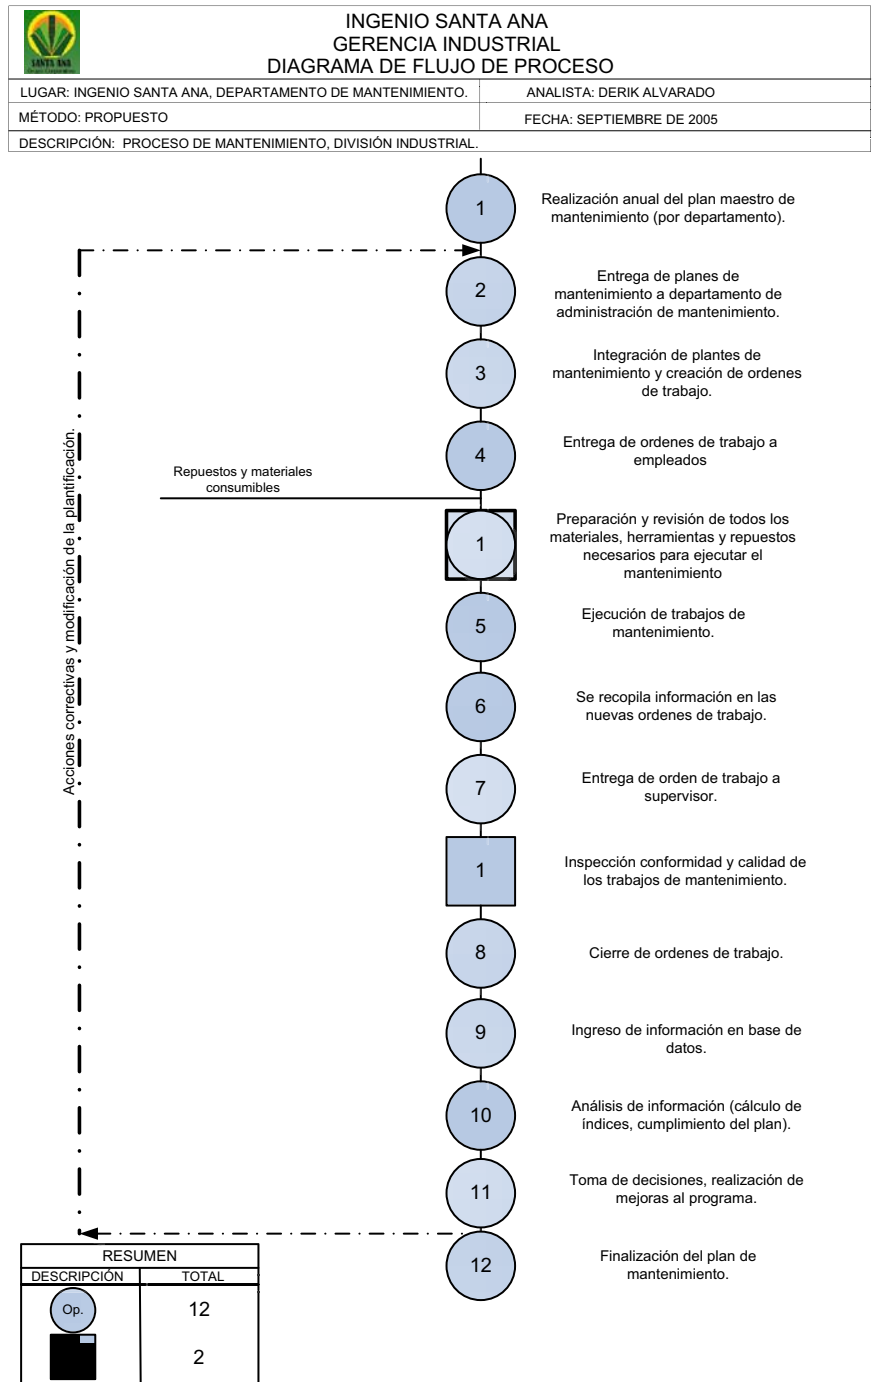 SANTA ANA
INGENIO SANTA ANA
GERENCIA INDUSTRIAL
DIAGRAMA DE FLUJO DE PROCESO
LUGAR: INGENIO SANTA ANA, DEPARTAMENTO DE MANTENIMIENTO.
ANALISTA: DERIK ALVARADO
MÉTODO: PROPUESTO
FECHA: SEPTIEMBRE DE 2005
DESCRIPCIÓN: PROCESO DE MANTENIMIENTO, DIVISIÓN INDUSTRIAL.
1
Realización anual del plan maestro de
mantenimiento (por departamento).
2
Entrega de planes de
mantenimiento a departamento de
administración de mantenimiento.
3
Integración de plantes de
mantenimiento y creación de ordenes
de trabajo.
4
Entrega de ordenes de trabajo a
empleados
Repuestos y materiales
consumibles
1
Preparación y revisión de todos los
materiales, herramientas y repuestos
necesarios para ejecutar el
mantenimiento
Acciones correctivas y modificación de la plantificación.
5
Ejecución de trabajos de
mantenimiento.
6
Se recopila información en las
nuevas ordenes de trabajo.
7
Entrega de orden de trabajo a
supervisor.
1
Inspección conformidad y calidad de
los trabajos de mantenimiento.
8
Cierre de ordenes de trabajo.
9
Ingreso de información en base de
datos.
10
Análisis de información (cálculo de
índices, cumplimiento del plan).
11
Toma de decisiones, realización de
mejoras al programa.
12
Finalización del plan de
mantenimiento.
RESUMEN
DESCRIPCIÓN
TOTAL
Op.
12
2